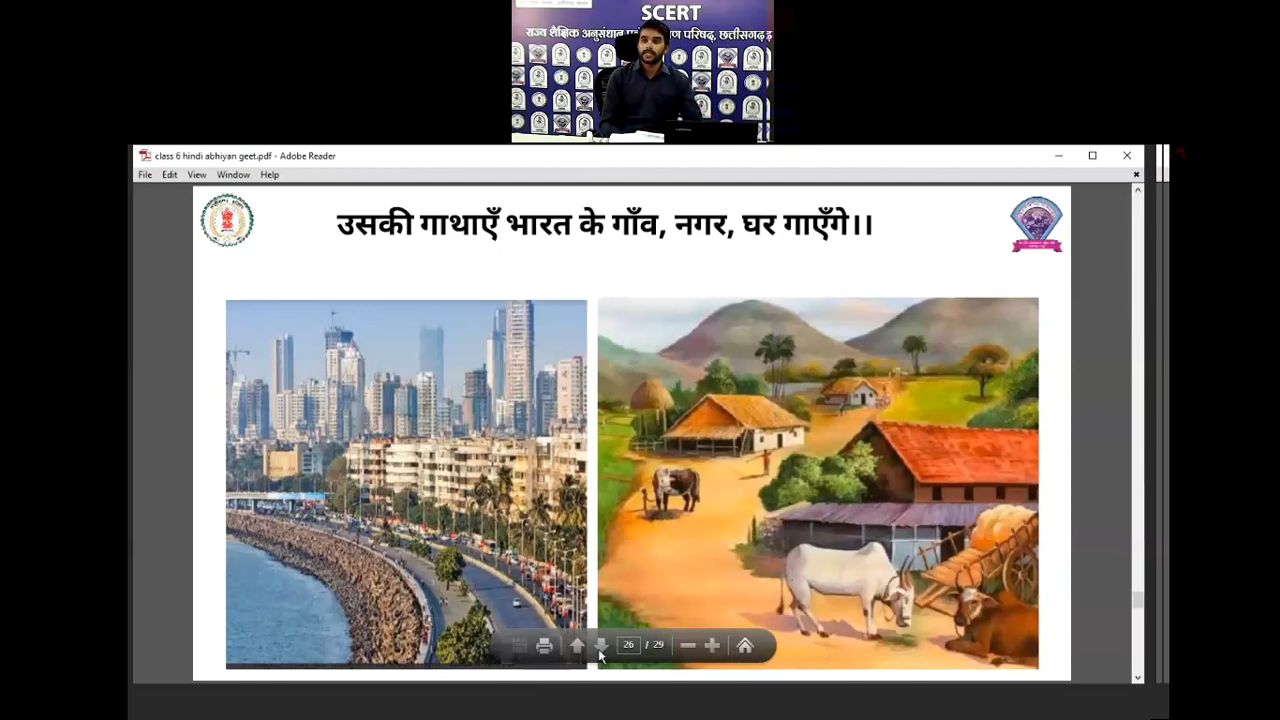 SCERT
राज्य शैक्षिक अनुसंधान परिषद्, छत्तीसगढ़
class 6 hindi abhiyan geet.pdf - Adobe Reader
File Edit View Window Help
उसकी गाथाएँ भारत के गाँव, नगर, घर गाएँगे।।
26 / 29